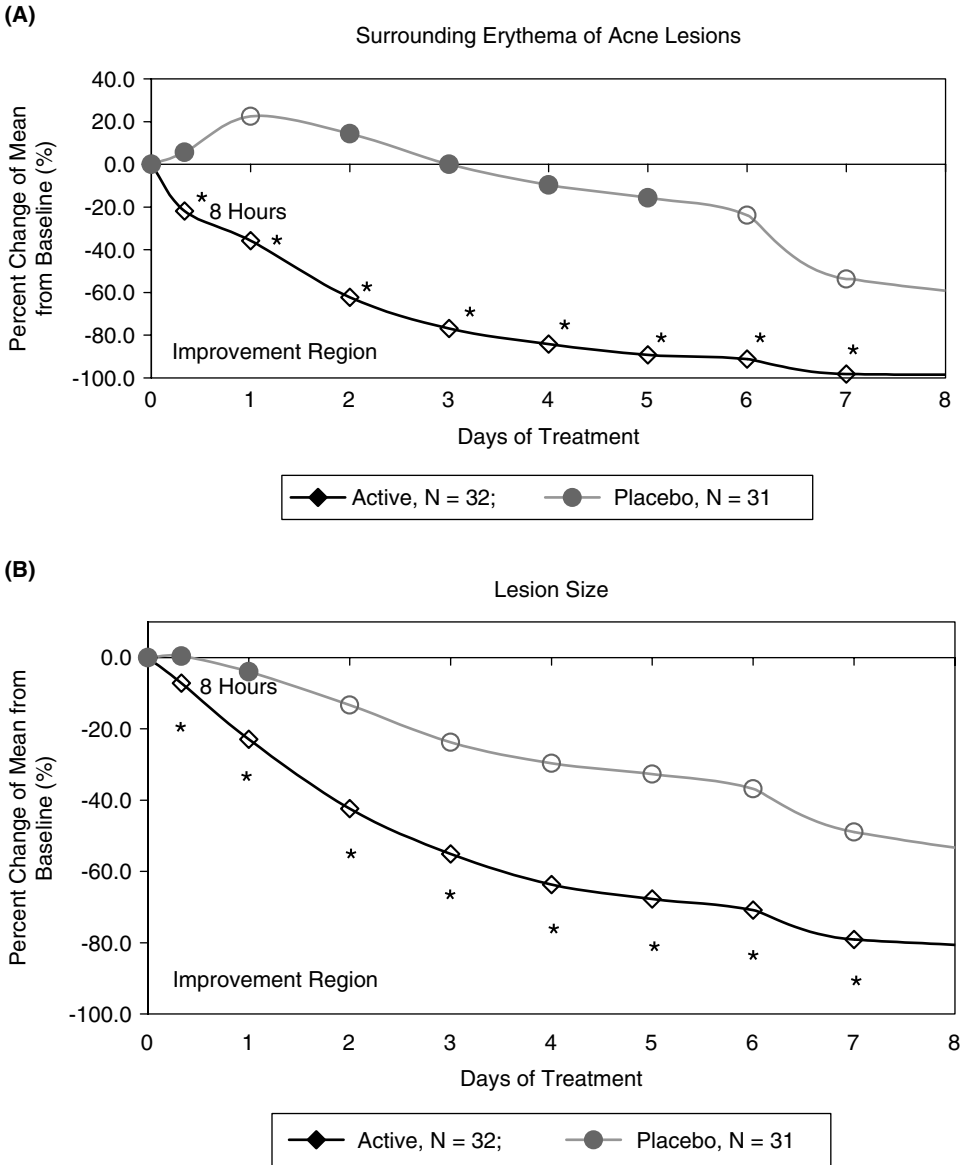 (A)
Surrounding Erythema of Acne Lesions
Percent Change of Mean
from Baseline (%)
40.0
20.0
0.0
-20.0
-40.0
-60.0
-80.0
-100.0
* 8 Hours
*
*
*
*
*
*
*
Improvement Region
0 1 2 3 4 5 6 7 8
Days of Treatment
Active, N = 32; Placebo, N = 31
(B)
Lesion Size
Percent Change of Mean from
Baseline (%)
0.0
-20.0
-40.0
-60.0
-80.0
-100.0
8 Hours
*
*
*
*
*
*
*
*
Improvement Region
0 1 2 3 4 5 6 7 8
Days of Treatment
Active, N = 32; Placebo, N = 31